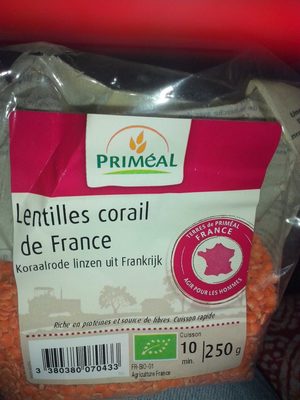 PRIMÉAL
Lentilles corail
de France
Koraalrode linzen uit Frankrijk
TERRES DE PRIMÉAL
FRANCE
AGIR POUR LES HOMMES
Riche en protéines et source de fibres. Cuisson rapide
Cuisson
10
min.
250 g
3 380380 070433
FR-BIO-01
Agriculture France